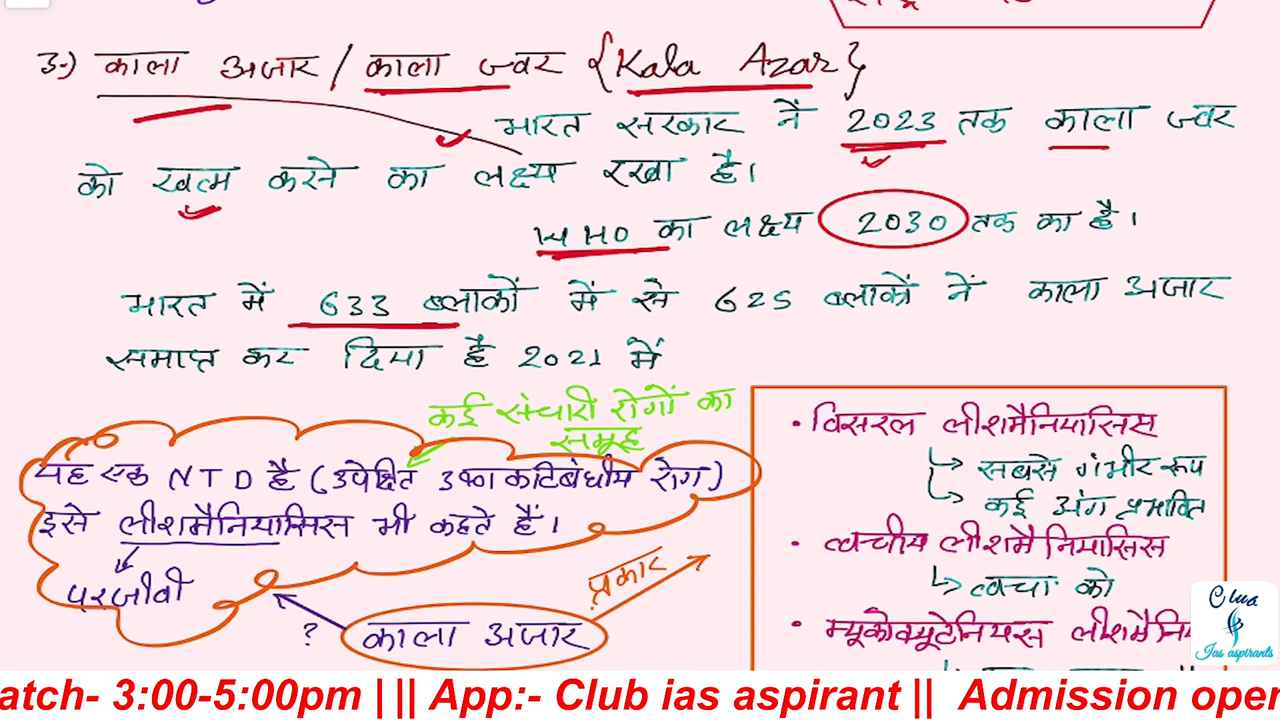 3-) काला अजार / काला ज्वर {Kala Azar}
भारत सरकार नें 2023 तक काला ज्वर
को खत्म करने का लक्ष्य रखा है।
WHO का लक्ष्य 2030 तक का है।
भारत में 633 ब्लाकों में से 625 ब्लाकों नें काला अजार
समाप्त कर दिया है 2021 में
कई संचारी रोगों का
समूह
यह एक NTD है (उपेक्षित उष्ण कटिबंधीय रोग)
इसे लीशमैनियासिस भी कहते हैं।
परजीवी
?
काला अजार
प्रकार
• विसरल लीशमैनियासिस
सबसे गंभीर रूप
कई अंग प्रभावित
• त्वचीय लीशमैनियासिस
त्वचा को
• म्यूकोक्यूटेनियस लीशमैनि
Club
Ias aspirants
atch- 3:00-5:00pm | || App:- Club ias aspirant || Admission oper